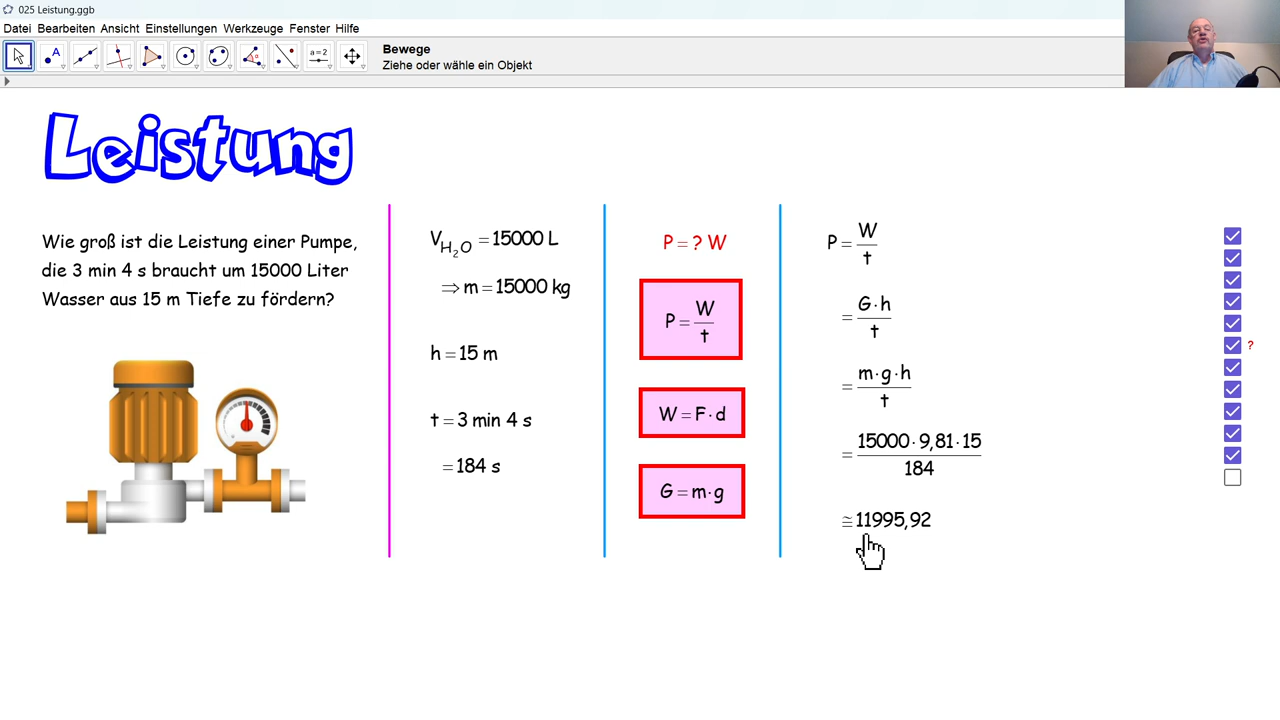 025 Leistung.ggb
Datei Bearbeiten Ansicht Einstellungen Werkzeuge Fenster Hilfe
A
a=2
Bewege
Ziehe oder wähle ein Objekt
Leistung
Wie groß ist die Leistung einer Pumpe,
die 3 min 4 s braucht um 15000 Liter
Wasser aus 15 m Tiefe zu fördern?
V_{H₂O} = 15000 L
⇒ m = 15000 kg
h = 15 m
t = 3 min 4 s
= 184 s
P = ? W
P = W/t
W = F·d
G = m·g
P = W/t
= G·h/t
= m·g·h/t
= 15000·9,81·15/184
≅ 11995,92
?